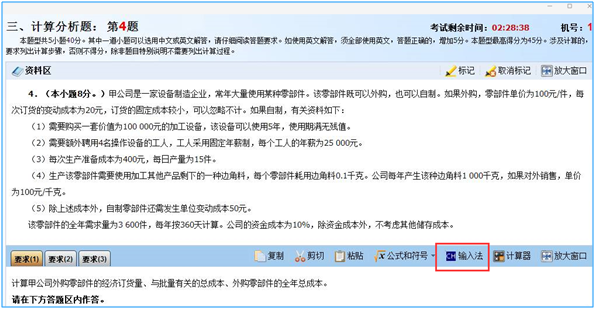 三、计算分析题：第4题
考试剩余时间：02:28:38 机号：1
本题型共5小题40分。其中一道小题可以选用中文或英文解答，请仔细阅读答题要求。如使用英文解答，须全部使用英文，答题正确的，增加5分。本题型最高得分为45分。涉及计算的，要
求列出计算步骤，否则不得分，除非题目特别说明不需要列出计算过程。
资料区 标记 取消标记 放大窗口
4．（本小题8分。）甲公司是一家设备制造企业，常年大量使用某种零部件。该零部件既可以外购，也可以自制。如果外购，零部件单价为100元/件，每
次订货的变动成本为20元，订货的固定成本较小，可以忽略不计。如果自制，有关资料如下：
（1）需要购买一套价值为100 000元的加工设备，该设备可以使用5年，使用期满无残值。
（2）需要额外聘用4名操作设备的工人，工人采用固定年薪制，每个工人的年薪为25 000元。
（3）每次生产准备成本为400元，每日产量为15件。
（4）生产该零部件需要使用加工其他产品剩下的一种边角料，每个零部件耗用边角料0.1千克。公司每年产生该种边角料1 000千克，如果对外销售，单价
为100元/千克。
（5）除上述成本外，自制零部件还需发生单位变动成本50元。
该零部件的全年需求量为3 600件，每年按360天计算。公司的资金成本为10%，除资金成本外，不考虑其他储存成本。
要求(1) 要求(2) 要求(3) 复制 剪切 粘贴 公式和符号 输入法 计算器 放大窗口
计算甲公司外购零部件的经济订货量、与批量有关的总成本、外购零部件的全年总成本。
请在下方答题区内作答。